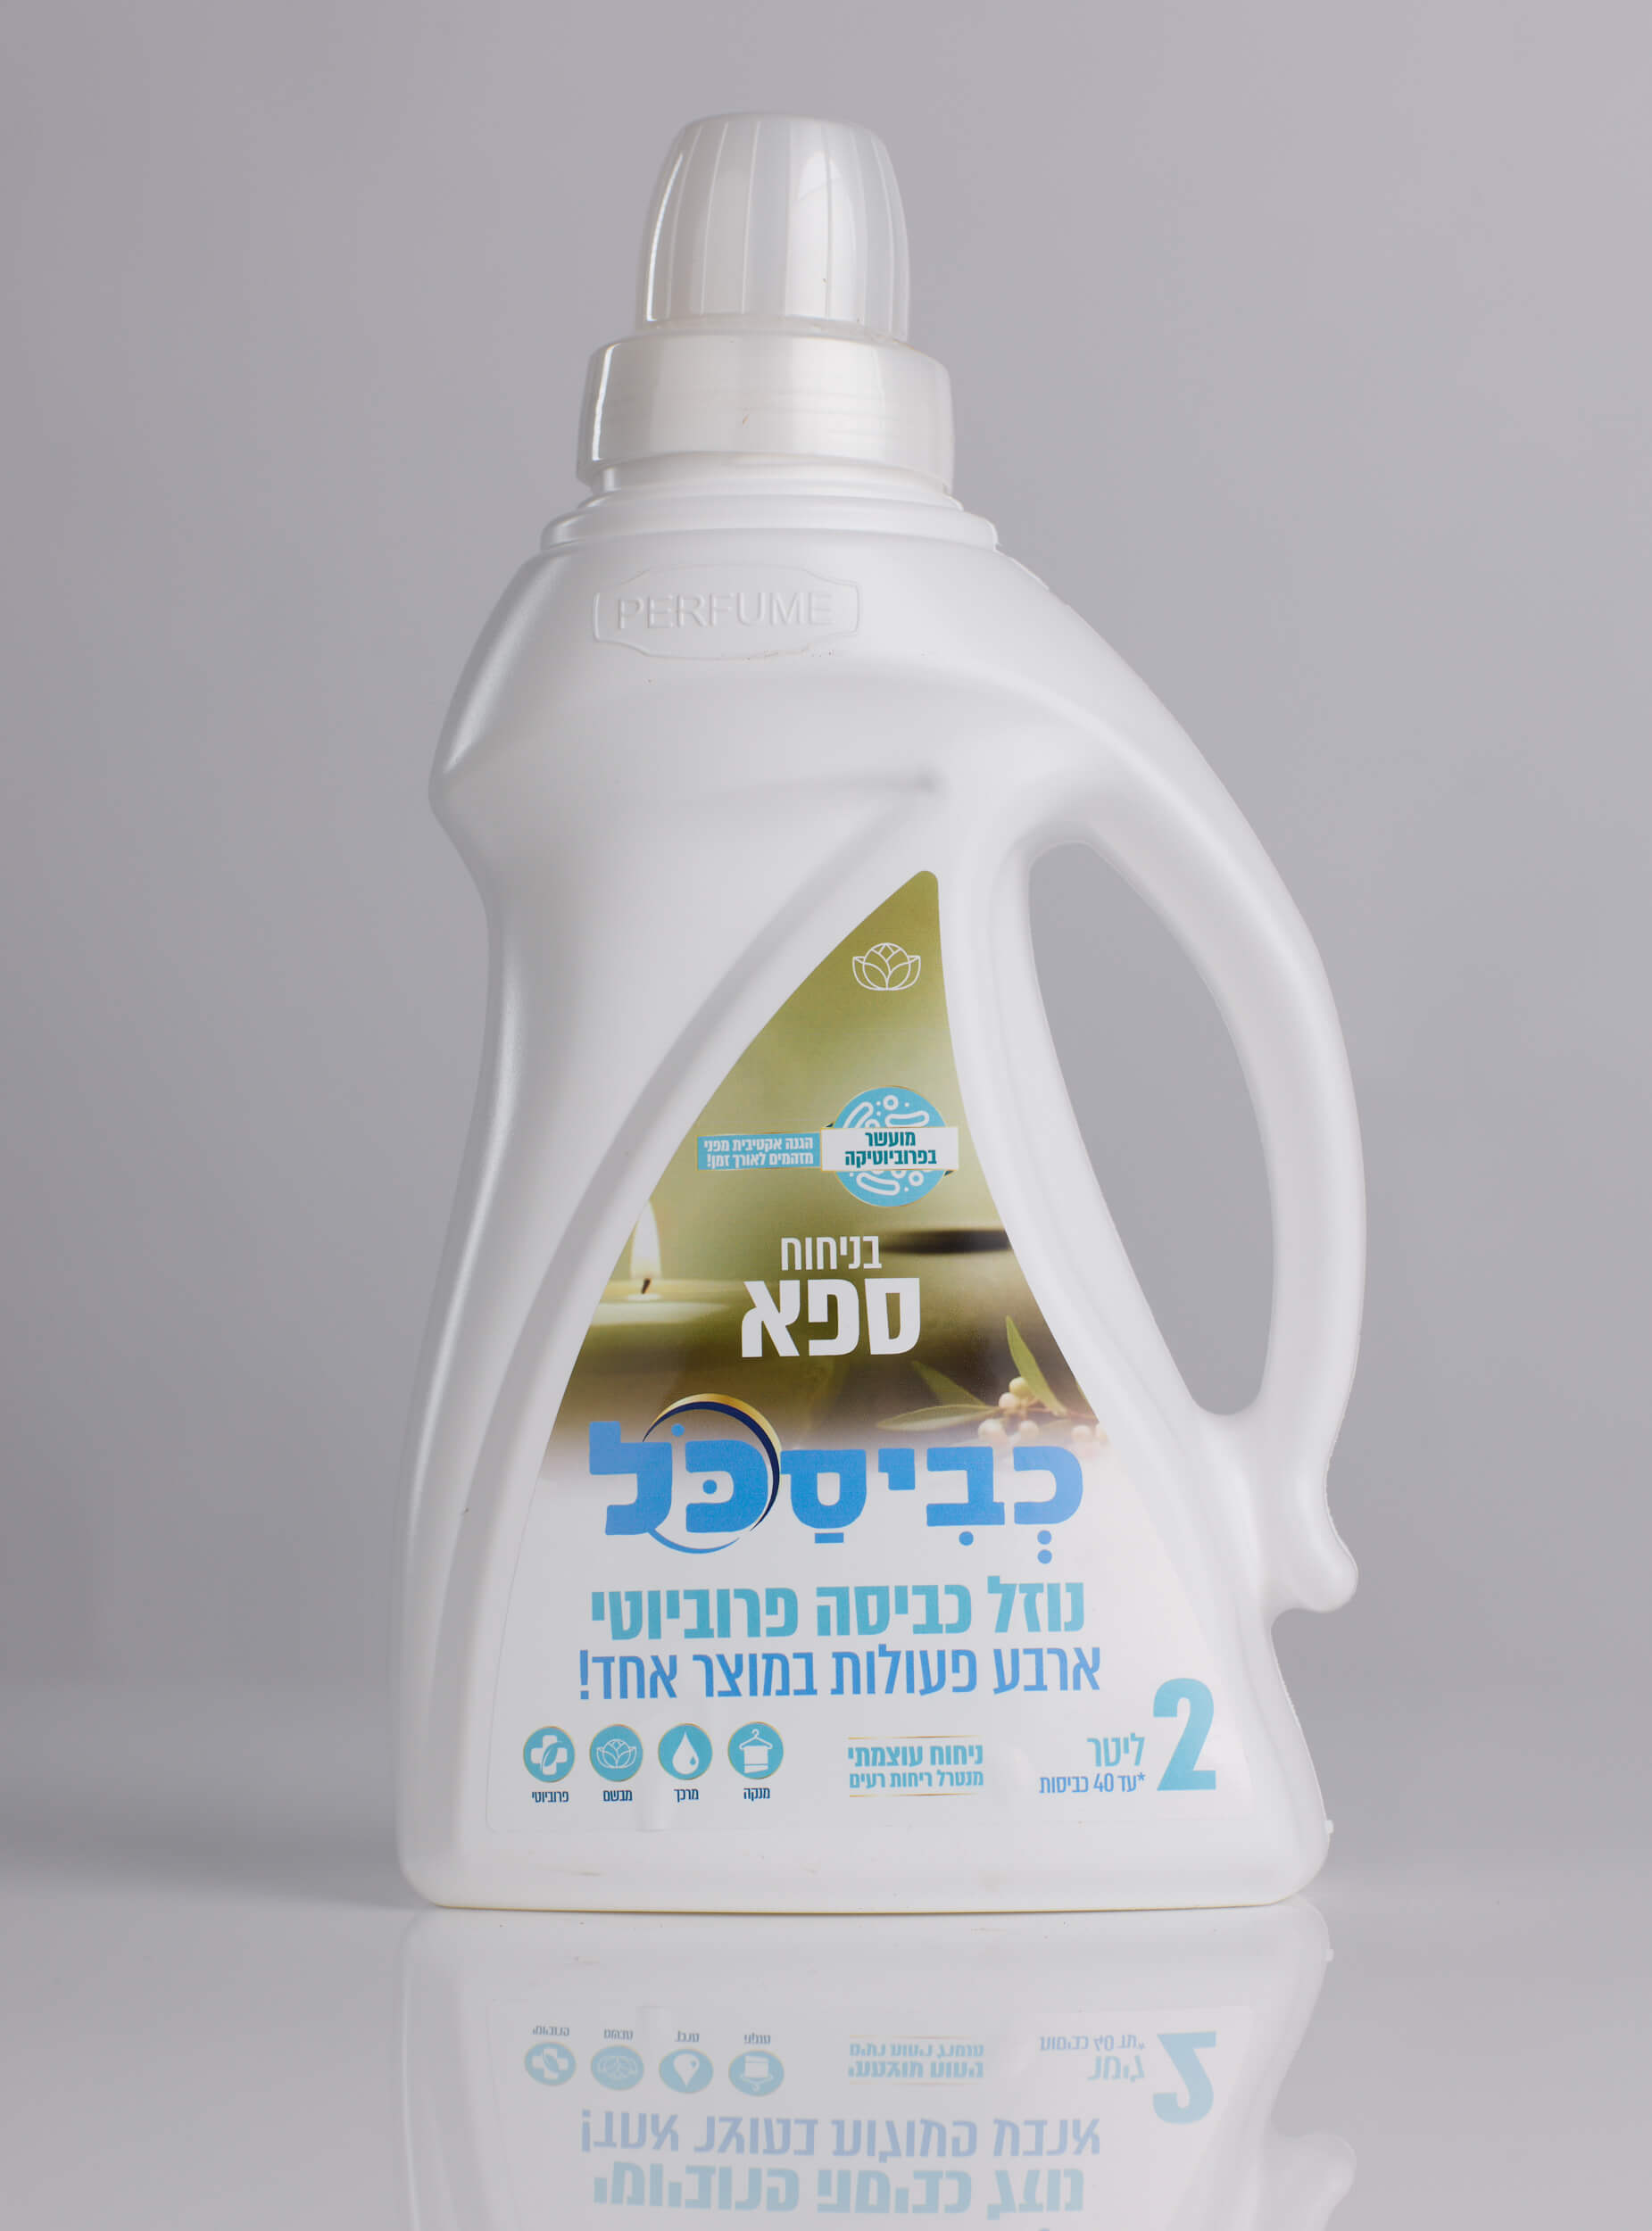 PERFUME
מועשר
בפרוביוטיקה
הגנה אקטיבית מפני
מזהמים לאורך זמן!
בניחוח
ספא
כְּבִיסַכֹּל
נוזל כביסה פרוביוטי
ארבע פעולות במוצר אחד!
2
ליטר
*עד 40 כביסות
ניחוח עוצמתי
מנטרל ריחות רעים
מנקה
מרכך
מבשם
פרוביוטי